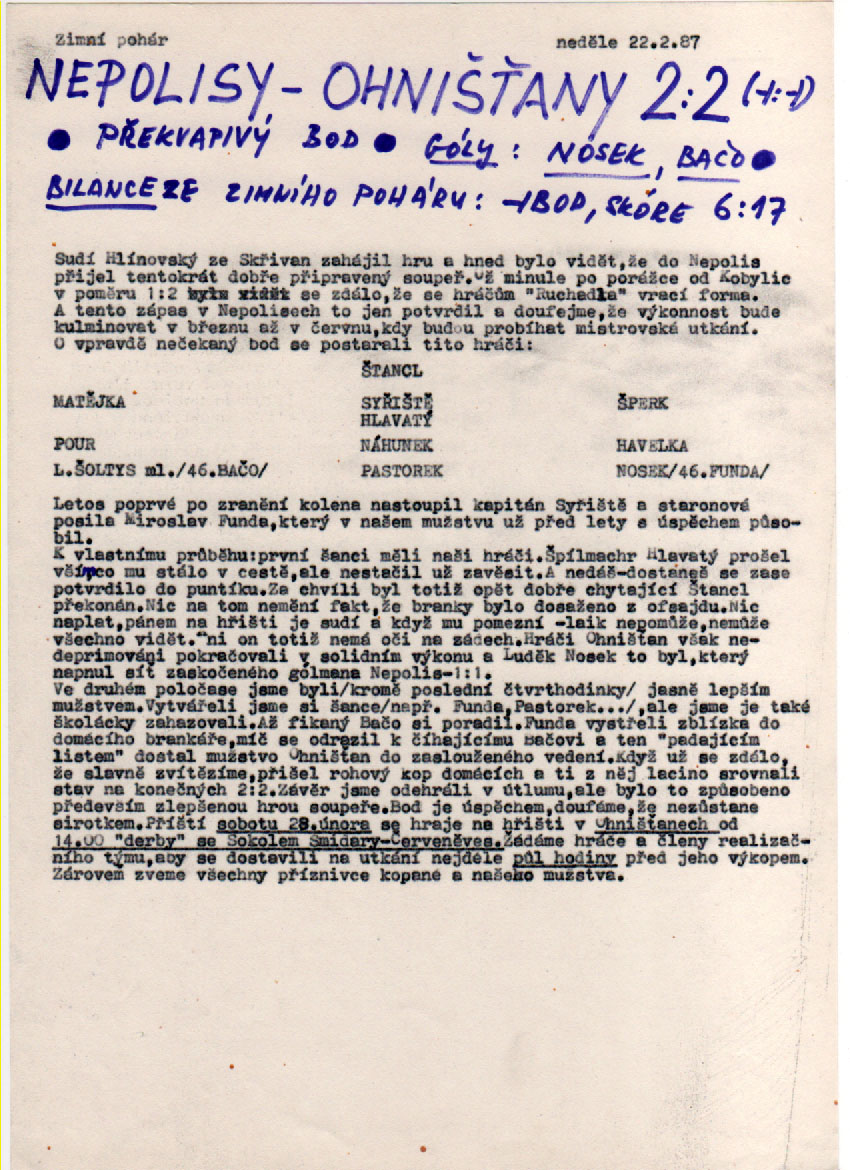 Zimní pohár neděle 22.2.87
NEPOLISY - OHNIŠŤANY 2:2 (1:1)
● PŘEKVAPIVÝ BOD ● GÓLY: NOSEK, BAČO ●
BILANCE ZE ZIMNÍHO POHÁRU: 1BOD, SKÓRE 6:17
Sudí Hlínovský ze Skřivan zahájil hru a hned bylo vidět,že do Nepolis
přijel tentokrát dobře připravený soupeř.Už minule po porážce od Kobylic
v poměru 1:2 bylo vidět se zdálo,že se hráčům "Ruchadla" vrací forma.
A tento zápas v Nepolisech to jen potvrdil a doufejme,že výkonnost bude
kulminovat v březnu až v červnu,kdy budou probíhat mistrovská utkání.
O vpravdě nečekaný bod se postarali tito hráči:
ŠTANCL
MATĚJKA SYŘIŠTĚ ŠPERK
HLAVATÝ
POUR NÁHUNEK HAVELKA
L.ŠOLTYS ml./46.BAČO/ PASTOREK NOSEK/46.FUNDA/
Letos poprvé po zranění kolena nastoupil kapitán Syřiště a staronová
posila Miroslav Funda,který v našem mužstvu už před lety s úspěchem půso-
bil.
K vlastnímu průběhu:první šanci měli naši hráči.Špílmachr Hlavatý prošel
vším,co mu stálo v cestě,ale nestačil už zavěsit.A nedáš-dostaneš se zase
potvrdilo do puntíku.Za chvíli byl totiž opět dobře chytající Štancl
překonán.Nic na tom nemění fakt,že branky bylo dosaženo z ofsajdu.Nic
naplat,pánem na hřišti je sudí a když mu pomezní -laik nepomůže,nemůže
všechno vidět.Ani on totiž nemá oči na zádech.Hráči Ohništan však ne-
deprimováni pokračovali v solidním výkonu a Luděk Nosek to byl,který
napnul síť zaskočeného gólmana Nepolis-1:1.
Ve druhém poločase jsme byli/kromě poslední čtvrthodinky/ jasně lepším
mužstvem.Vytvářeli jsme si šance/např. Funda,Pastorek.../,ale jsme je také
školácky zahazovali.Až fikaný Bačo si poradil.Funda vystřeli zblízka do
domácího brankáře,míč se odrazil k číhajícímu Bačovi a ten "padajícím
listem" dostal mužstvo Ohništan do zaslouženého vedení.Když už se zdálo,
že slavně zvítězíme,přišel rohový kop domácích a ti z něj lacino srovnali
stav na konečných 2:2.Závěr jsme odehráli v útlumu,ale bylo to způsobeno
především zlepšenou hrou soupeře.Bod je úspěchem,doufáme,že nezůstane
sirotkem.Příští sobotu 28.února se hraje na hřišti v Ohništanech od
14.00 "derby" se Sokolem Smidary-Červeněves.Žádáme hráče a členy realizač-
ního týmu,aby se dostavili na utkání nejdéle půl hodiny před jeho výkopem.
Zárovem zveme všechny příznivce kopané a našeho mužstva.